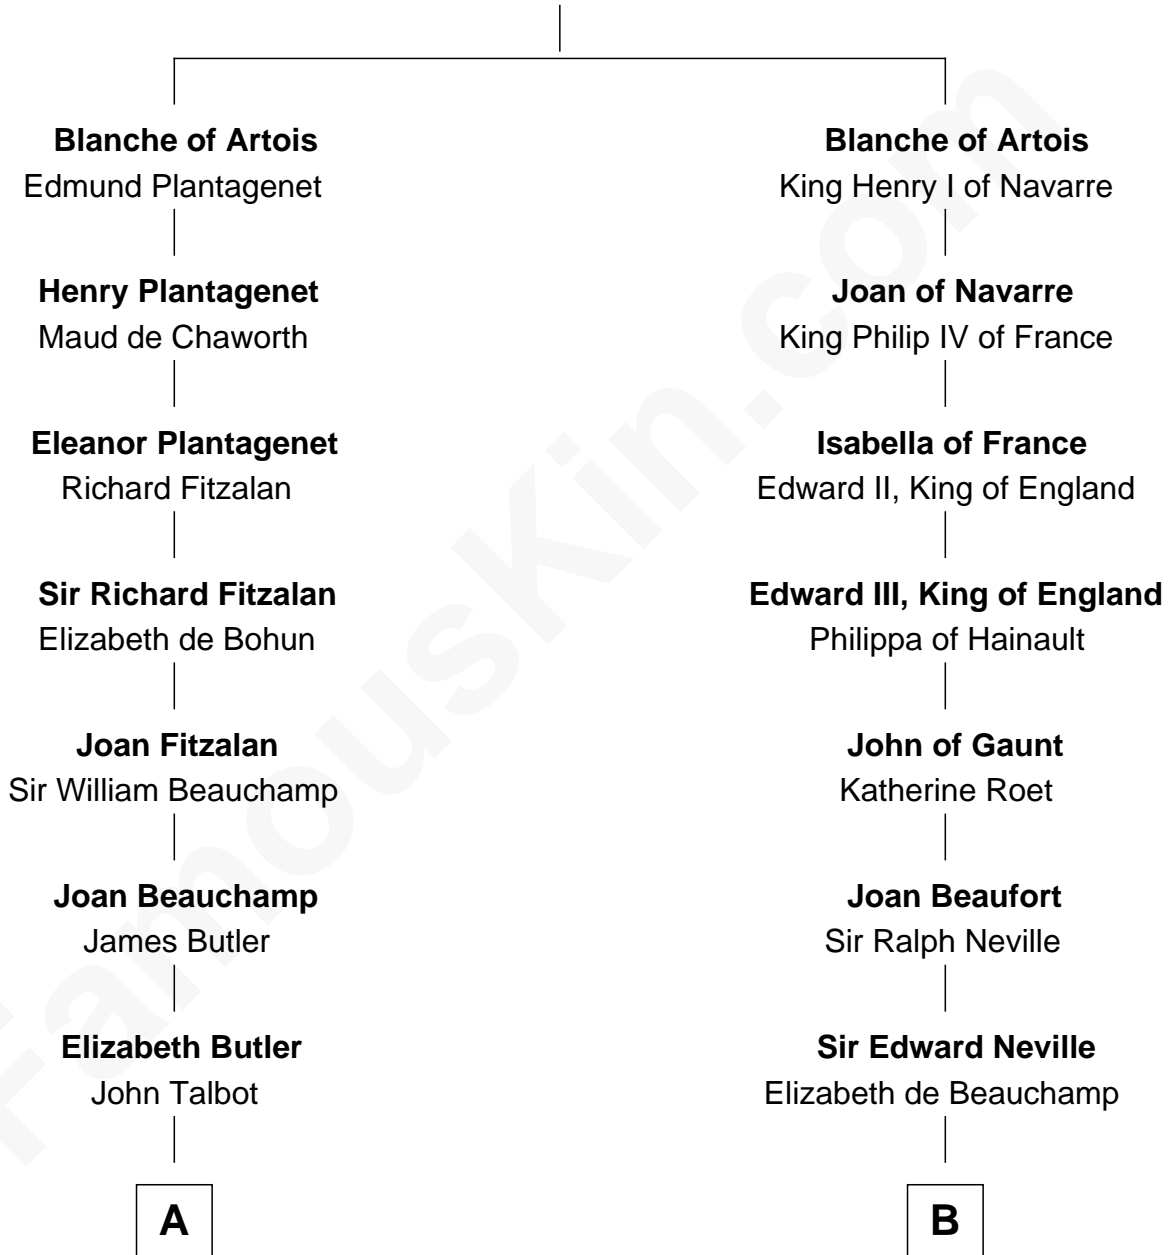 Blanche of Artois
Edmund Plantagenet
Henry Plantagenet
Maud de Chaworth
Eleanor Plantagenet
Richard Fitzalan
Sir Richard Fitzalan
Elizabeth de Bohun
Joan Fitzalan
Sir William Beauchamp
Joan Beauchamp
James Butler
Elizabeth Butler
John Talbot
A
Blanche of Artois
King Henry I of Navarre
Joan of Navarre
King Philip IV of France
Isabella of France
Edward II, King of England
Edward III, King of England
Philippa of Hainault
John of Gaunt
Katherine Roet
Joan Beaufort
Sir Ralph Neville
Sir Edward Neville
Elizabeth de Beauchamp
B
FamousKin.com